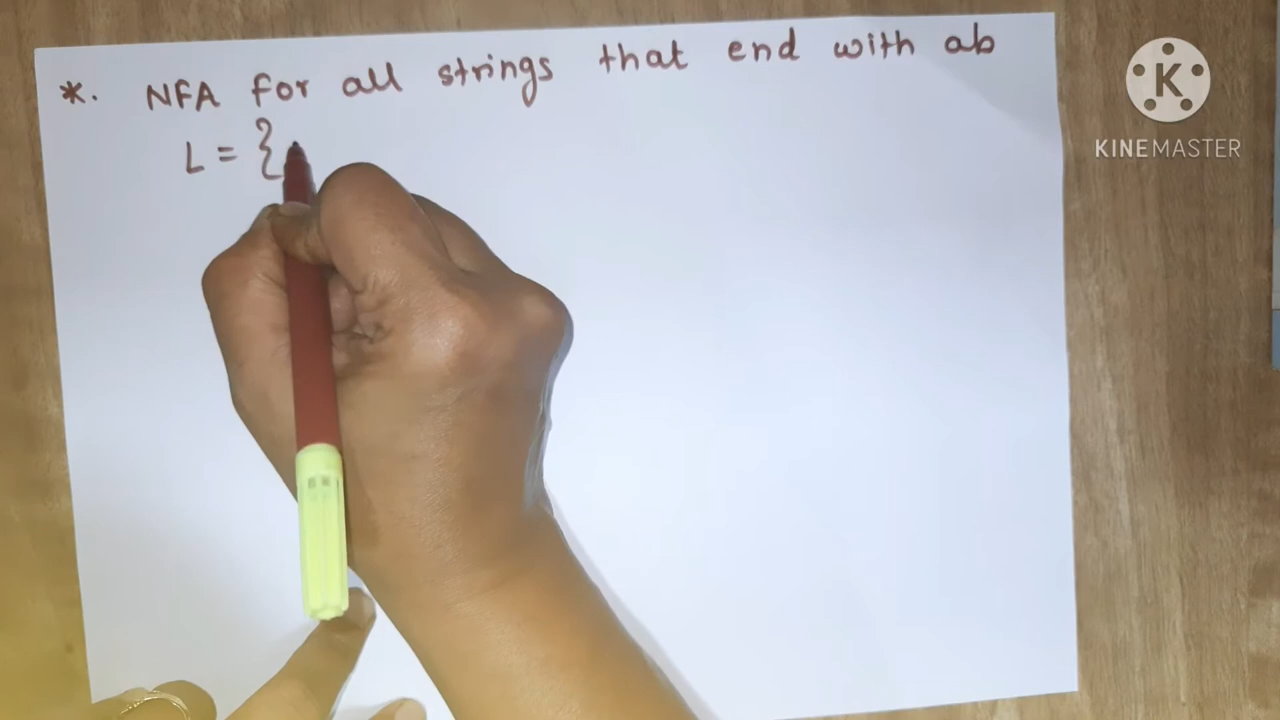 *. NFA for all strings that end with ab
L = {
K
KINEMASTER